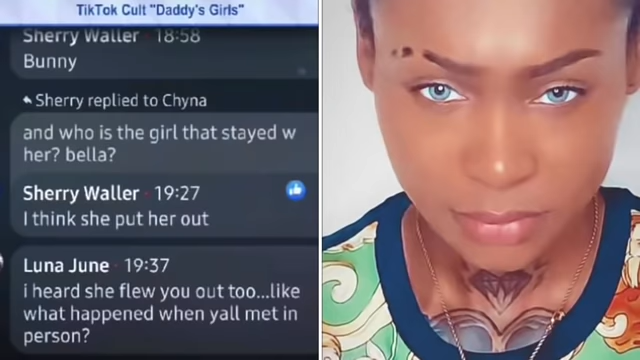 TikTok Cult "Daddy's Girls"
Sherry Waller · 18:58
Bunny
Sherry replied to Chyna
and who is the girl that stayed w
her? bella?
Sherry Waller · 19:27
I think she put her out
Luna June · 19:37
i heard she flew you out too...like
what happened when yall met in
person?